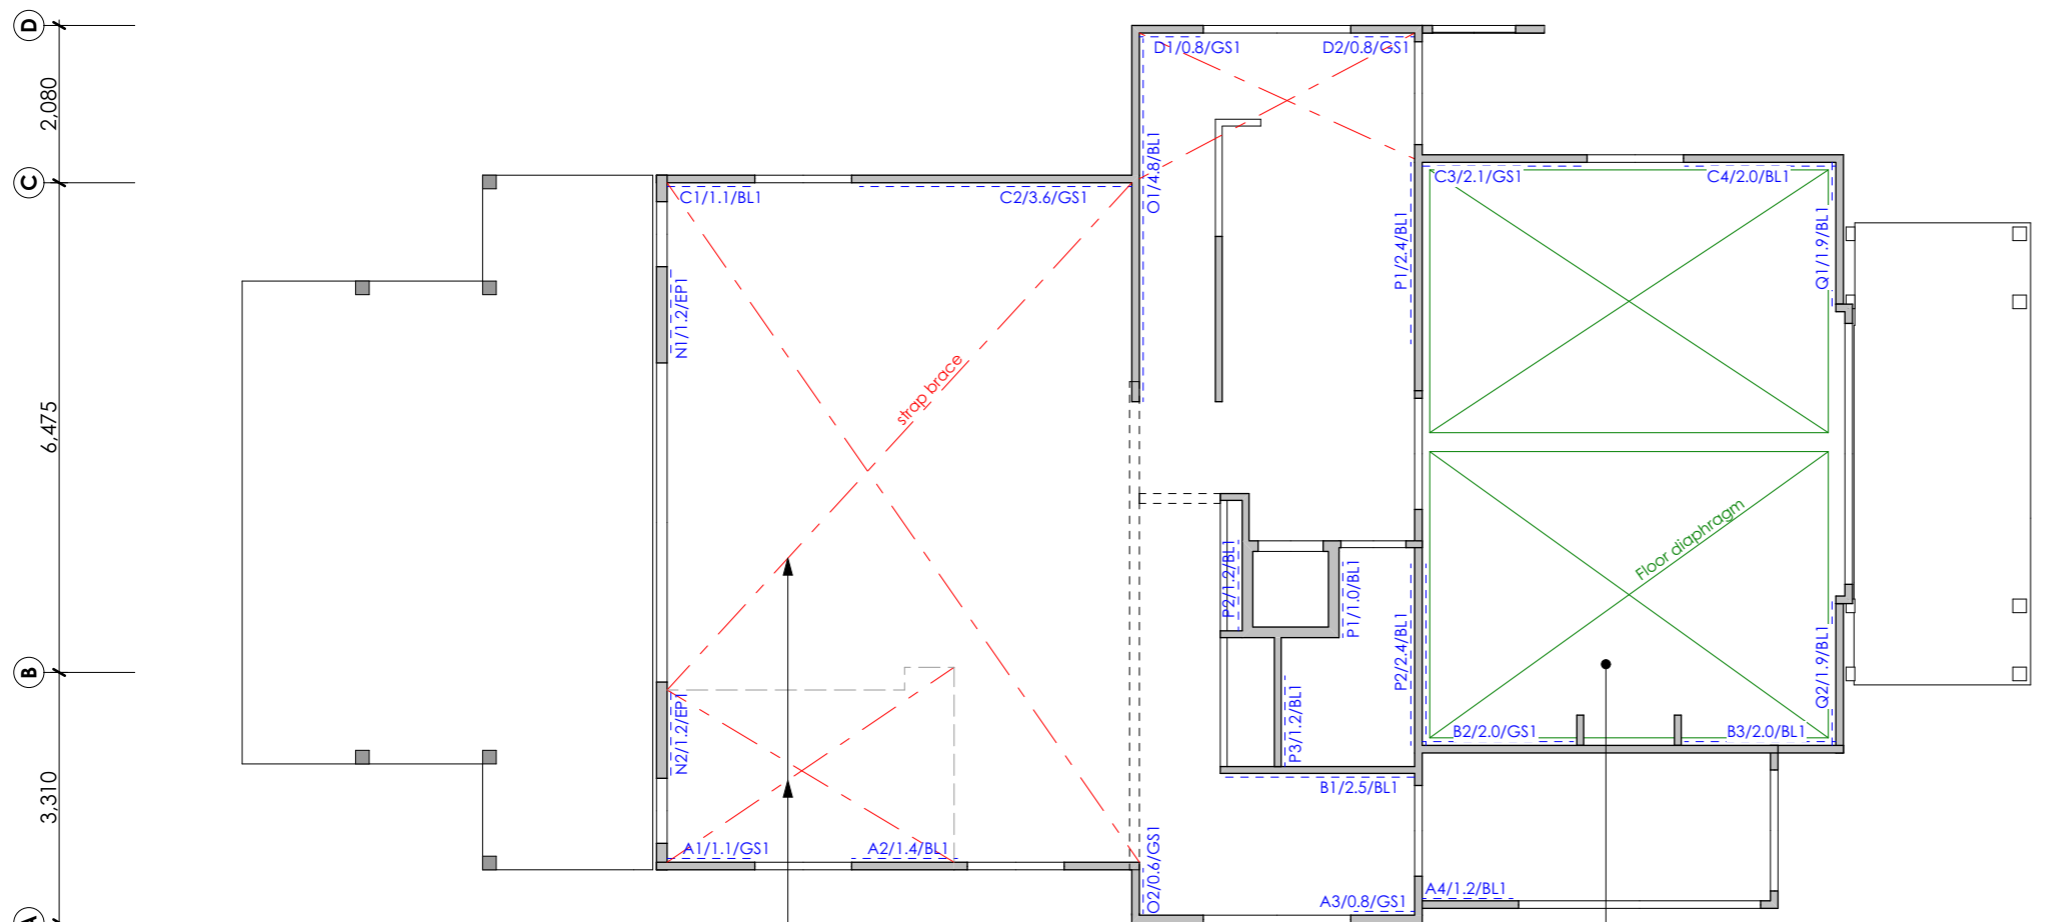 D
D1/0.8/GS1
D2/0.8/GS1
2,080
O1/4.8/BL1
C
C1/1.1/BL1
C2/3.6/GS1
C3/2.1/GS1
C4/2.0/BL1
P1/2.4/BL1
Q1/1.9/BL1
N1/1.2/EP1
strap brace
6,475
Floor diaphragm
P2/1.2/BL1
P1/1.0/BL1
P2/2.4/BL1
Q2/1.9/BL1
B
N2/1.2/EP1
P3/1.2/BL1
B2/2.0/GS1
B3/2.0/BL1
B1/2.5/BL1
3,310
A1/1.1/GS1
A2/1.4/BL1
O2/0.6/GS1
A3/0.8/GS1
A4/1.2/BL1
A